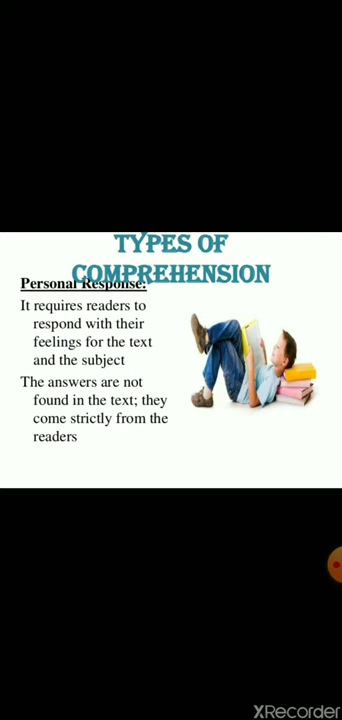 TYPES OF
COMPREHENSION
Personal Response:
It requires readers to
respond with their
feelings for the text
and the subject
The answers are not
found in the text; they
come strictly from the
readers
XRecorder